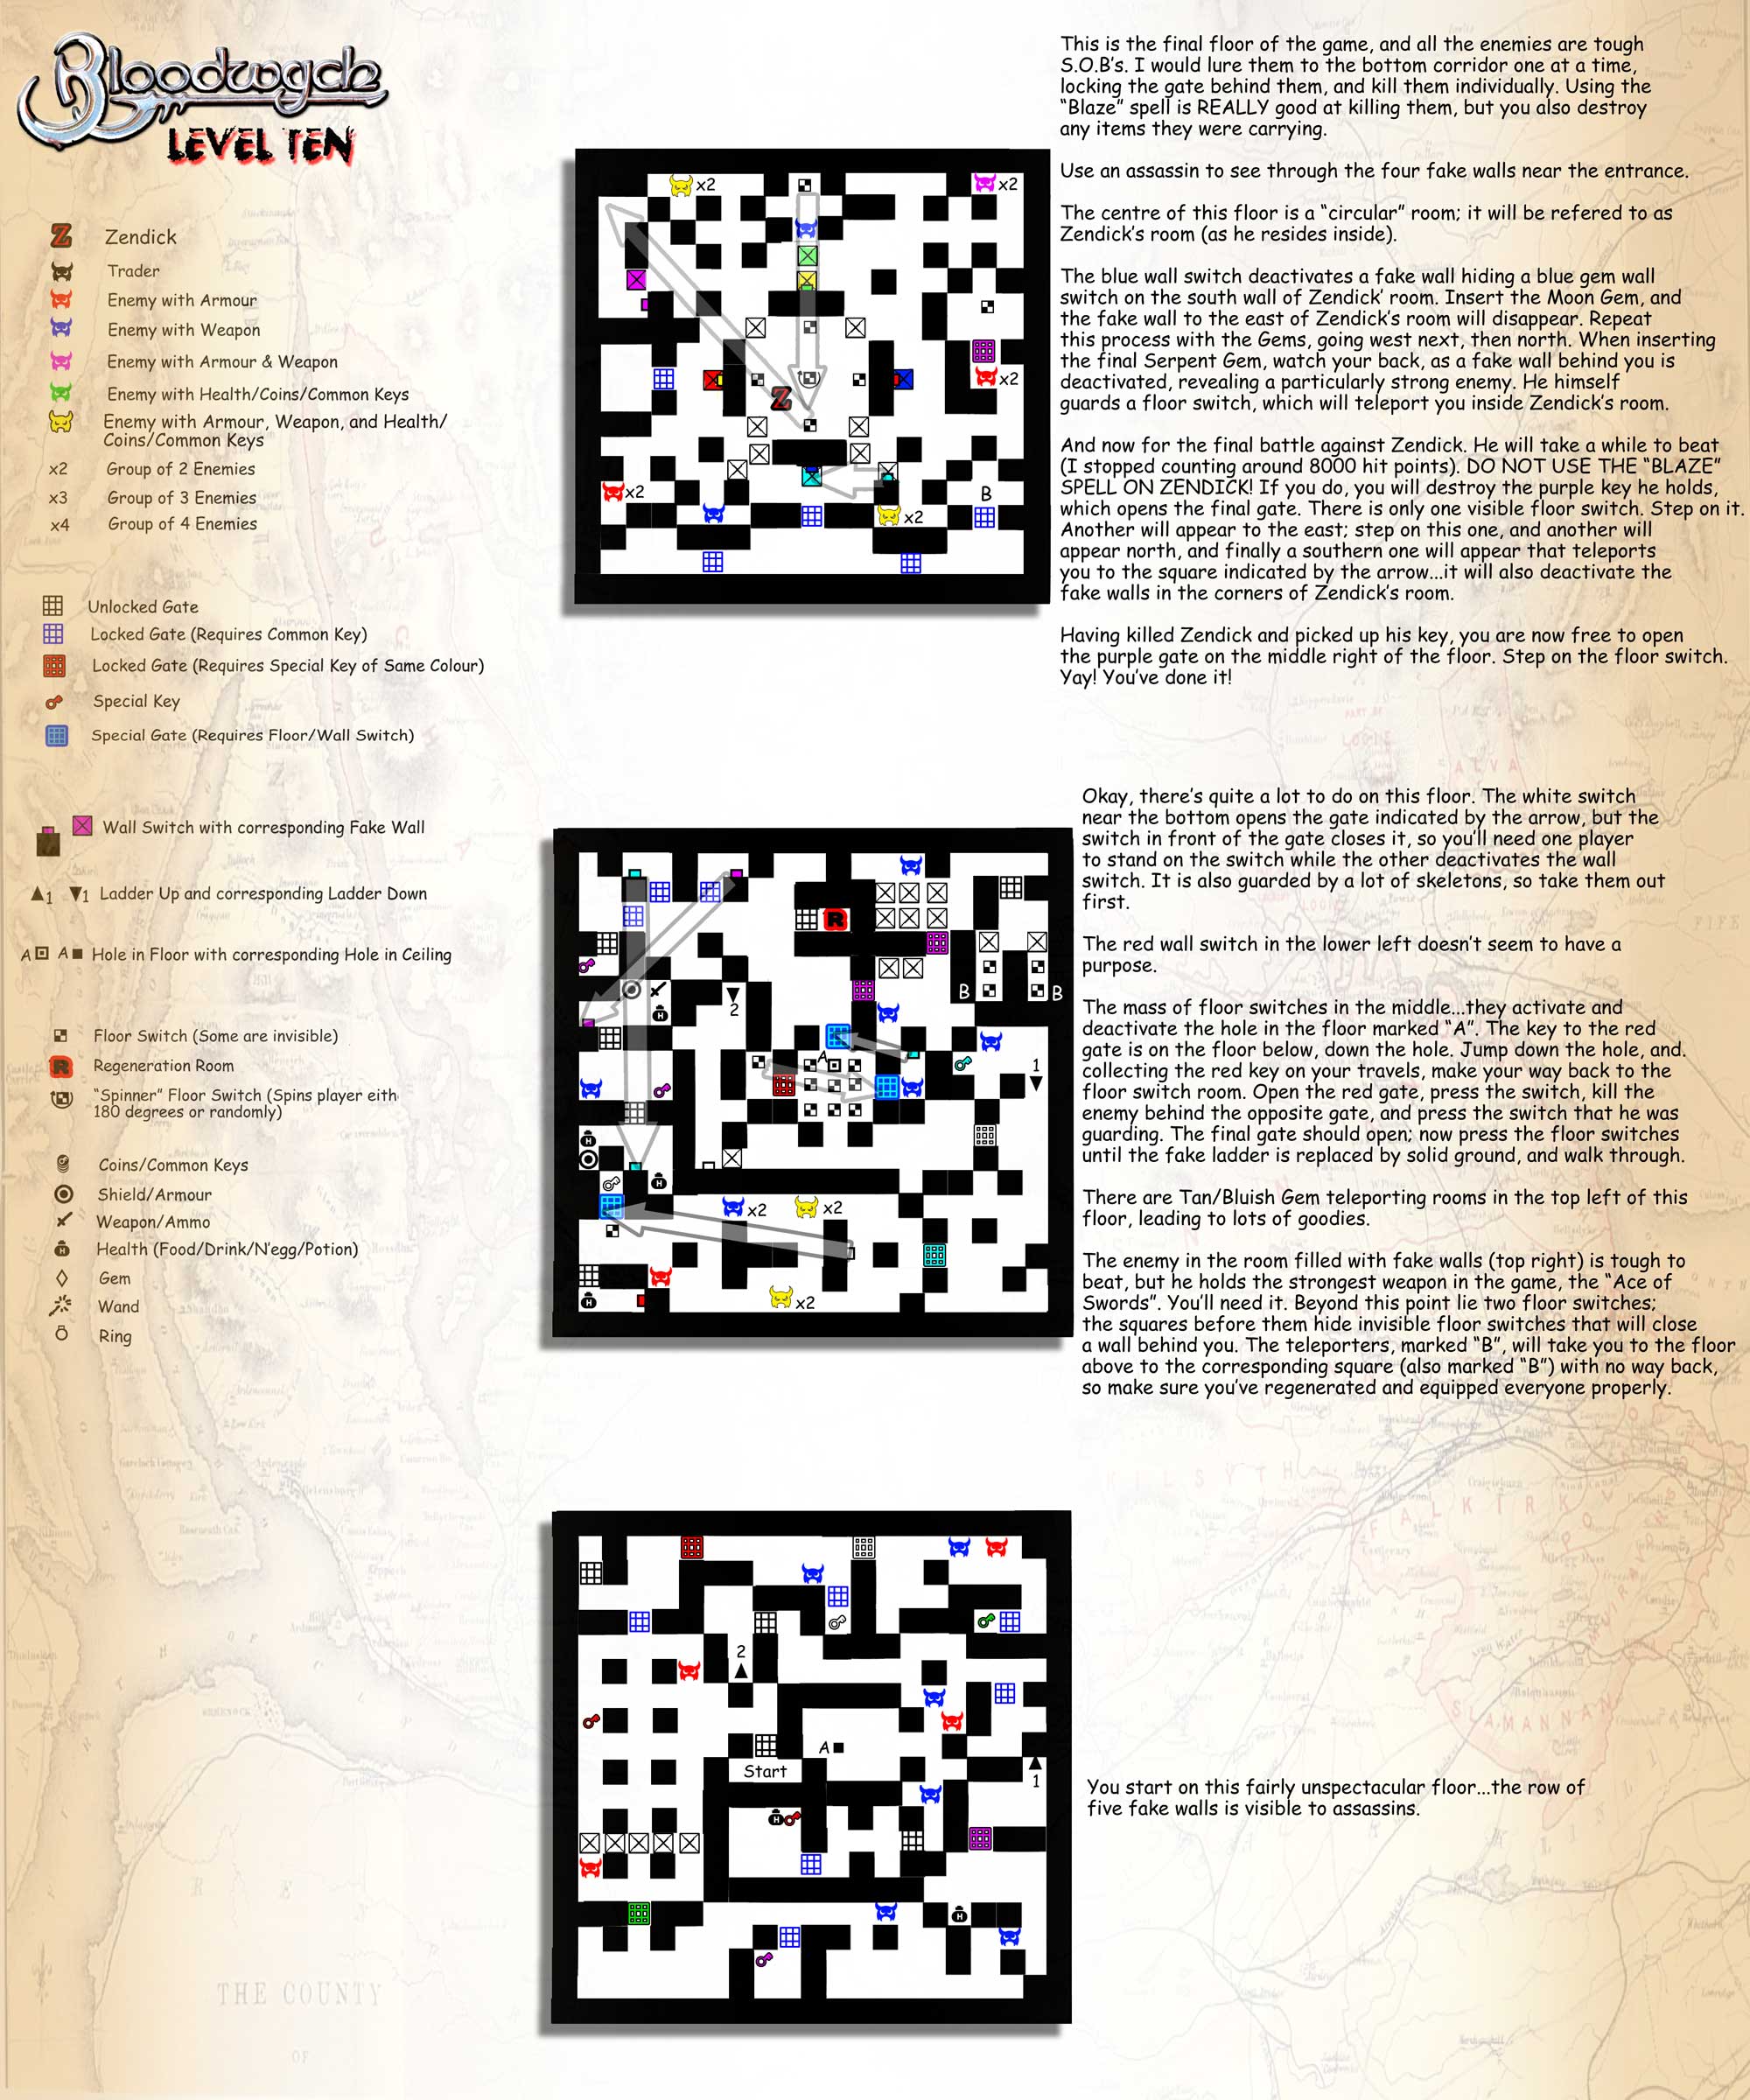 Bloodwych
LEVEL TEN
Zendick
Trader
Enemy with Armour
Enemy with Weapon
Enemy with Armour & Weapon
Enemy with Health/Coins/Common Keys
Enemy with Armour, Weapon, and Health/
Coins/Common Keys
x2 Group of 2 Enemies
x3 Group of 3 Enemies
x4 Group of 4 Enemies
Unlocked Gate
Locked Gate (Requires Common Key)
Locked Gate (Requires Special Key of Same Colour)
Special Key
Special Gate (Requires Floor/Wall Switch)
Wall Switch with corresponding Fake Wall
▲1 ▼1 Ladder Up and corresponding Ladder Down
A A Hole in Floor with corresponding Hole in Ceiling
Floor Switch (Some are invisible)
R Regeneration Room
"Spinner" Floor Switch (Spins player eith
180 degrees or randomly)
Coins/Common Keys
Shield/Armour
Weapon/Ammo
Health (Food/Drink/N'egg/Potion)
Gem
Wand
Ring
x2
x2
x2
Z
x2
B
x2
This is the final floor of the game, and all the enemies are tough
S.O.B's. I would lure them to the bottom corridor one at a time,
locking the gate behind them, and kill them individually. Using the
"Blaze" spell is REALLY good at killing them, but you also destroy
any items they were carrying.
Use an assassin to see through the four fake walls near the entrance.
The centre of this floor is a "circular" room; it will be refered to as
Zendick's room (as he resides inside).
The blue wall switch deactivates a fake wall hiding a blue gem wall
switch on the south wall of Zendick' room. Insert the Moon Gem, and
the fake wall to the east of Zendick's room will disappear. Repeat
this process with the Gems, going west next, then north. When inserting
the final Serpent Gem, watch your back, as a fake wall behind you is
deactivated, revealing a particularly strong enemy. He himself
guards a floor switch, which will teleport you inside Zendick's room.
And now for the final battle against Zendick. He will take a while to beat
(I stopped counting around 8000 hit points). DO NOT USE THE "BLAZE"
SPELL ON ZENDICK! If you do, you will destroy the purple key he holds,
which opens the final gate. There is only one visible floor switch. Step on it.
Another will appear to the east; step on this one, and another will
appear north, and finally a southern one will appear that teleports
you to the square indicated by the arrow...it will also deactivate the
fake walls in the corners of Zendick's room.
Having killed Zendick and picked up his key, you are now free to open
the purple gate on the middle right of the floor. Step on the floor switch.
Yay! You've done it!
R
B
B
2
A
1
x2
x2
x2
Okay, there's quite a lot to do on this floor. The white switch
near the bottom opens the gate indicated by the arrow, but the
switch in front of the gate closes it, so you'll need one player
to stand on the switch while the other deactivates the wall
switch. It is also guarded by a lot of skeletons, so take them out
first.
The red wall switch in the lower left doesn't seem to have a
purpose.
The mass of floor switches in the middle...they activate and
deactivate the hole in the floor marked "A". The key to the red
gate is on the floor below, down the hole. Jump down the hole, and.
collecting the red key on your travels, make your way back to the
floor switch room. Open the red gate, press the switch, kill the
enemy behind the opposite gate, and press the switch that he was
guarding. The final gate should open; now press the floor switches
until the fake ladder is replaced by solid ground, and walk through.
There are Tan/Bluish Gem teleporting rooms in the top left of this
floor, leading to lots of goodies.
The enemy in the room filled with fake walls (top right) is tough to
beat, but he holds the strongest weapon in the game, the "Ace of
Swords". You'll need it. Beyond this point lie two floor switches;
the squares before them hide invisible floor switches that will close
a wall behind you. The teleporters, marked "B", will take you to the floor
above to the corresponding square (also marked "B") with no way back,
so make sure you've regenerated and equipped everyone properly.
2
A
Start
1
You start on this fairly unspectacular floor...the row of
five fake walls is visible to assassins.
THE COUNTY
OF